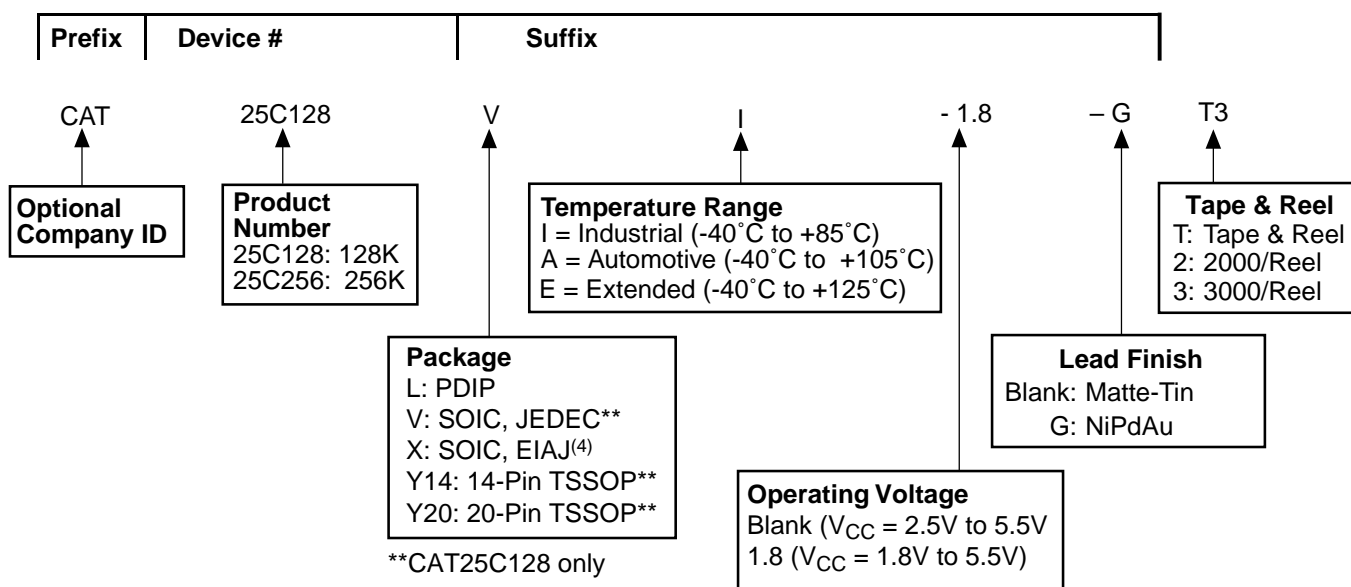 Prefix Device # Suffix
CAT 25C128 V I - 1.8 – G T3
Optional
Company ID
Product
Number
25C128: 128K
25C256: 256K
Temperature Range
I = Industrial (-40˚C to +85˚C)
A = Automotive (-40˚C to +105˚C)
E = Extended (-40˚C to +125˚C)
Tape & Reel
T: Tape & Reel
2: 2000/Reel
3: 3000/Reel
Package
L: PDIP
V: SOIC, JEDEC**
X: SOIC, EIAJ(4)
Y14: 14-Pin TSSOP**
Y20: 20-Pin TSSOP**
Lead Finish
Blank: Matte-Tin
G: NiPdAu
Operating Voltage
Blank (VCC = 2.5V to 5.5V
1.8 (VCC = 1.8V to 5.5V)
**CAT25C128 only